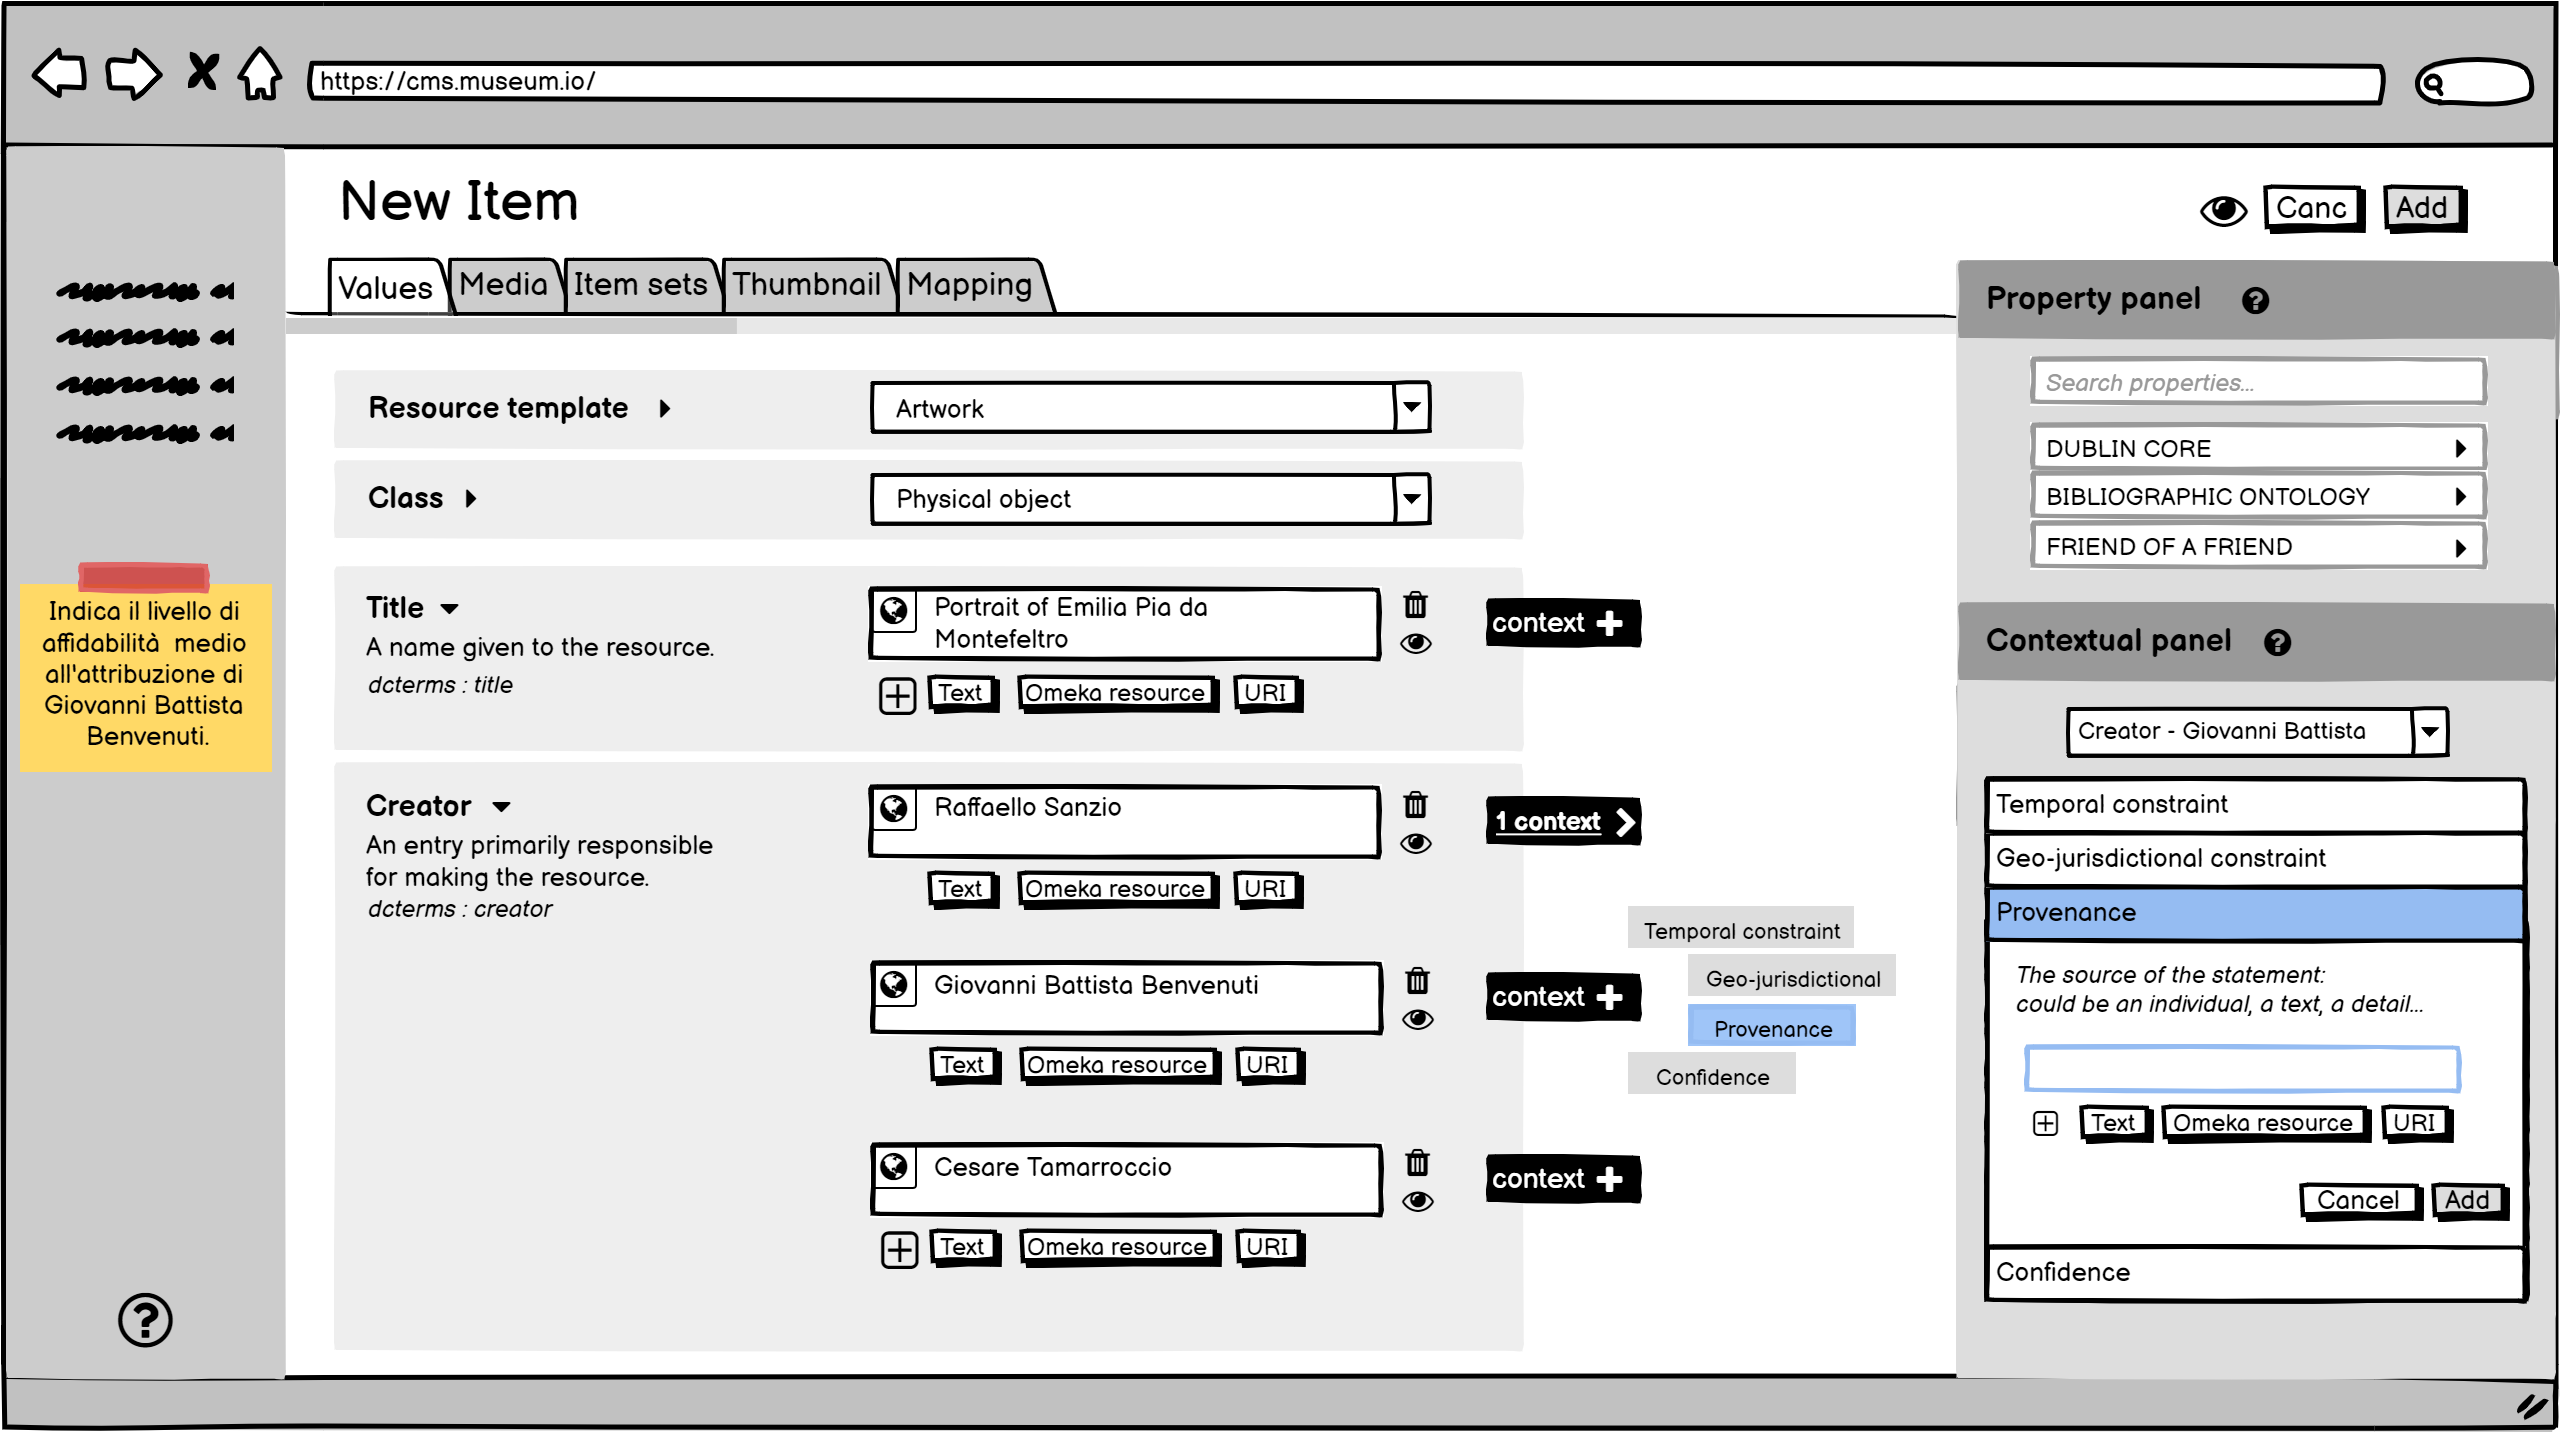 https://cms.museum.io/
New Item
Canc
Add
Values
Media
Item sets
Thumbnail
Mapping
Resource template
Artwork
Class
Physical object
Indica il livello di
affidabilità medio
all'attribuzione di
Giovanni Battista
Benvenuti.
Title
A name given to the resource.
dcterms : title
Portrait of Emilia Pia da
Montefeltro
context
Text
Omeka resource
URI
Creator
An entry primarily responsible
for making the resource.
dcterms : creator
Raffaello Sanzio
1 context
Text
Omeka resource
URI
Giovanni Battista Benvenuti
context
Text
Omeka resource
URI
Temporal constraint
Geo-jurisdictional
Provenance
Confidence
Cesare Tamarroccio
context
Text
Omeka resource
URI
Property panel
Search properties...
DUBLIN CORE
BIBLIOGRAPHIC ONTOLOGY
FRIEND OF A FRIEND
Contextual panel
Creator - Giovanni Battista
Temporal constraint
Geo-jurisdictional constraint
Provenance
The source of the statement:
could be an individual, a text, a detail...
Text
Omeka resource
URI
Cancel
Add
Confidence